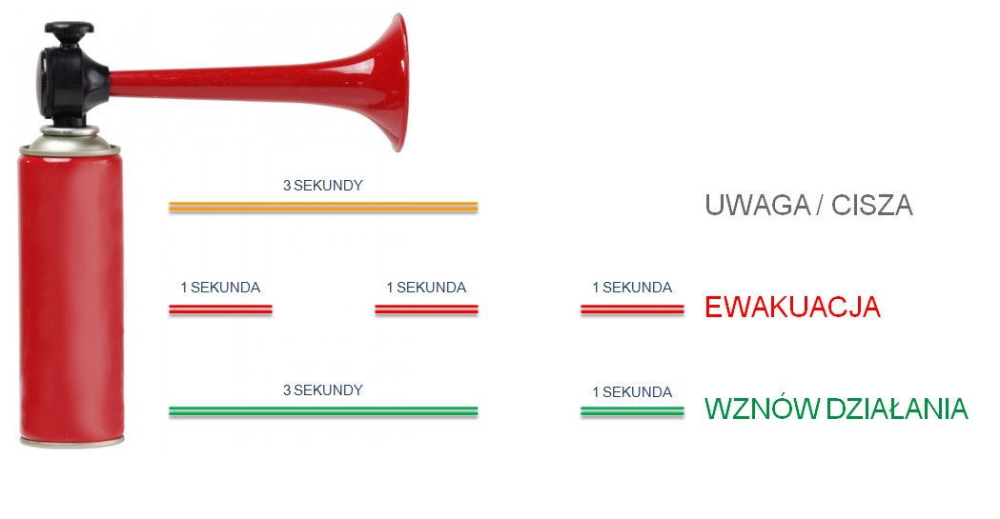 3 SEKUNDY
UWAGA / CISZA
1 SEKUNDA 1 SEKUNDA 1 SEKUNDA
EWAKUACJA
3 SEKUNDY 1 SEKUNDA
WZNÓW DZIAŁANIA